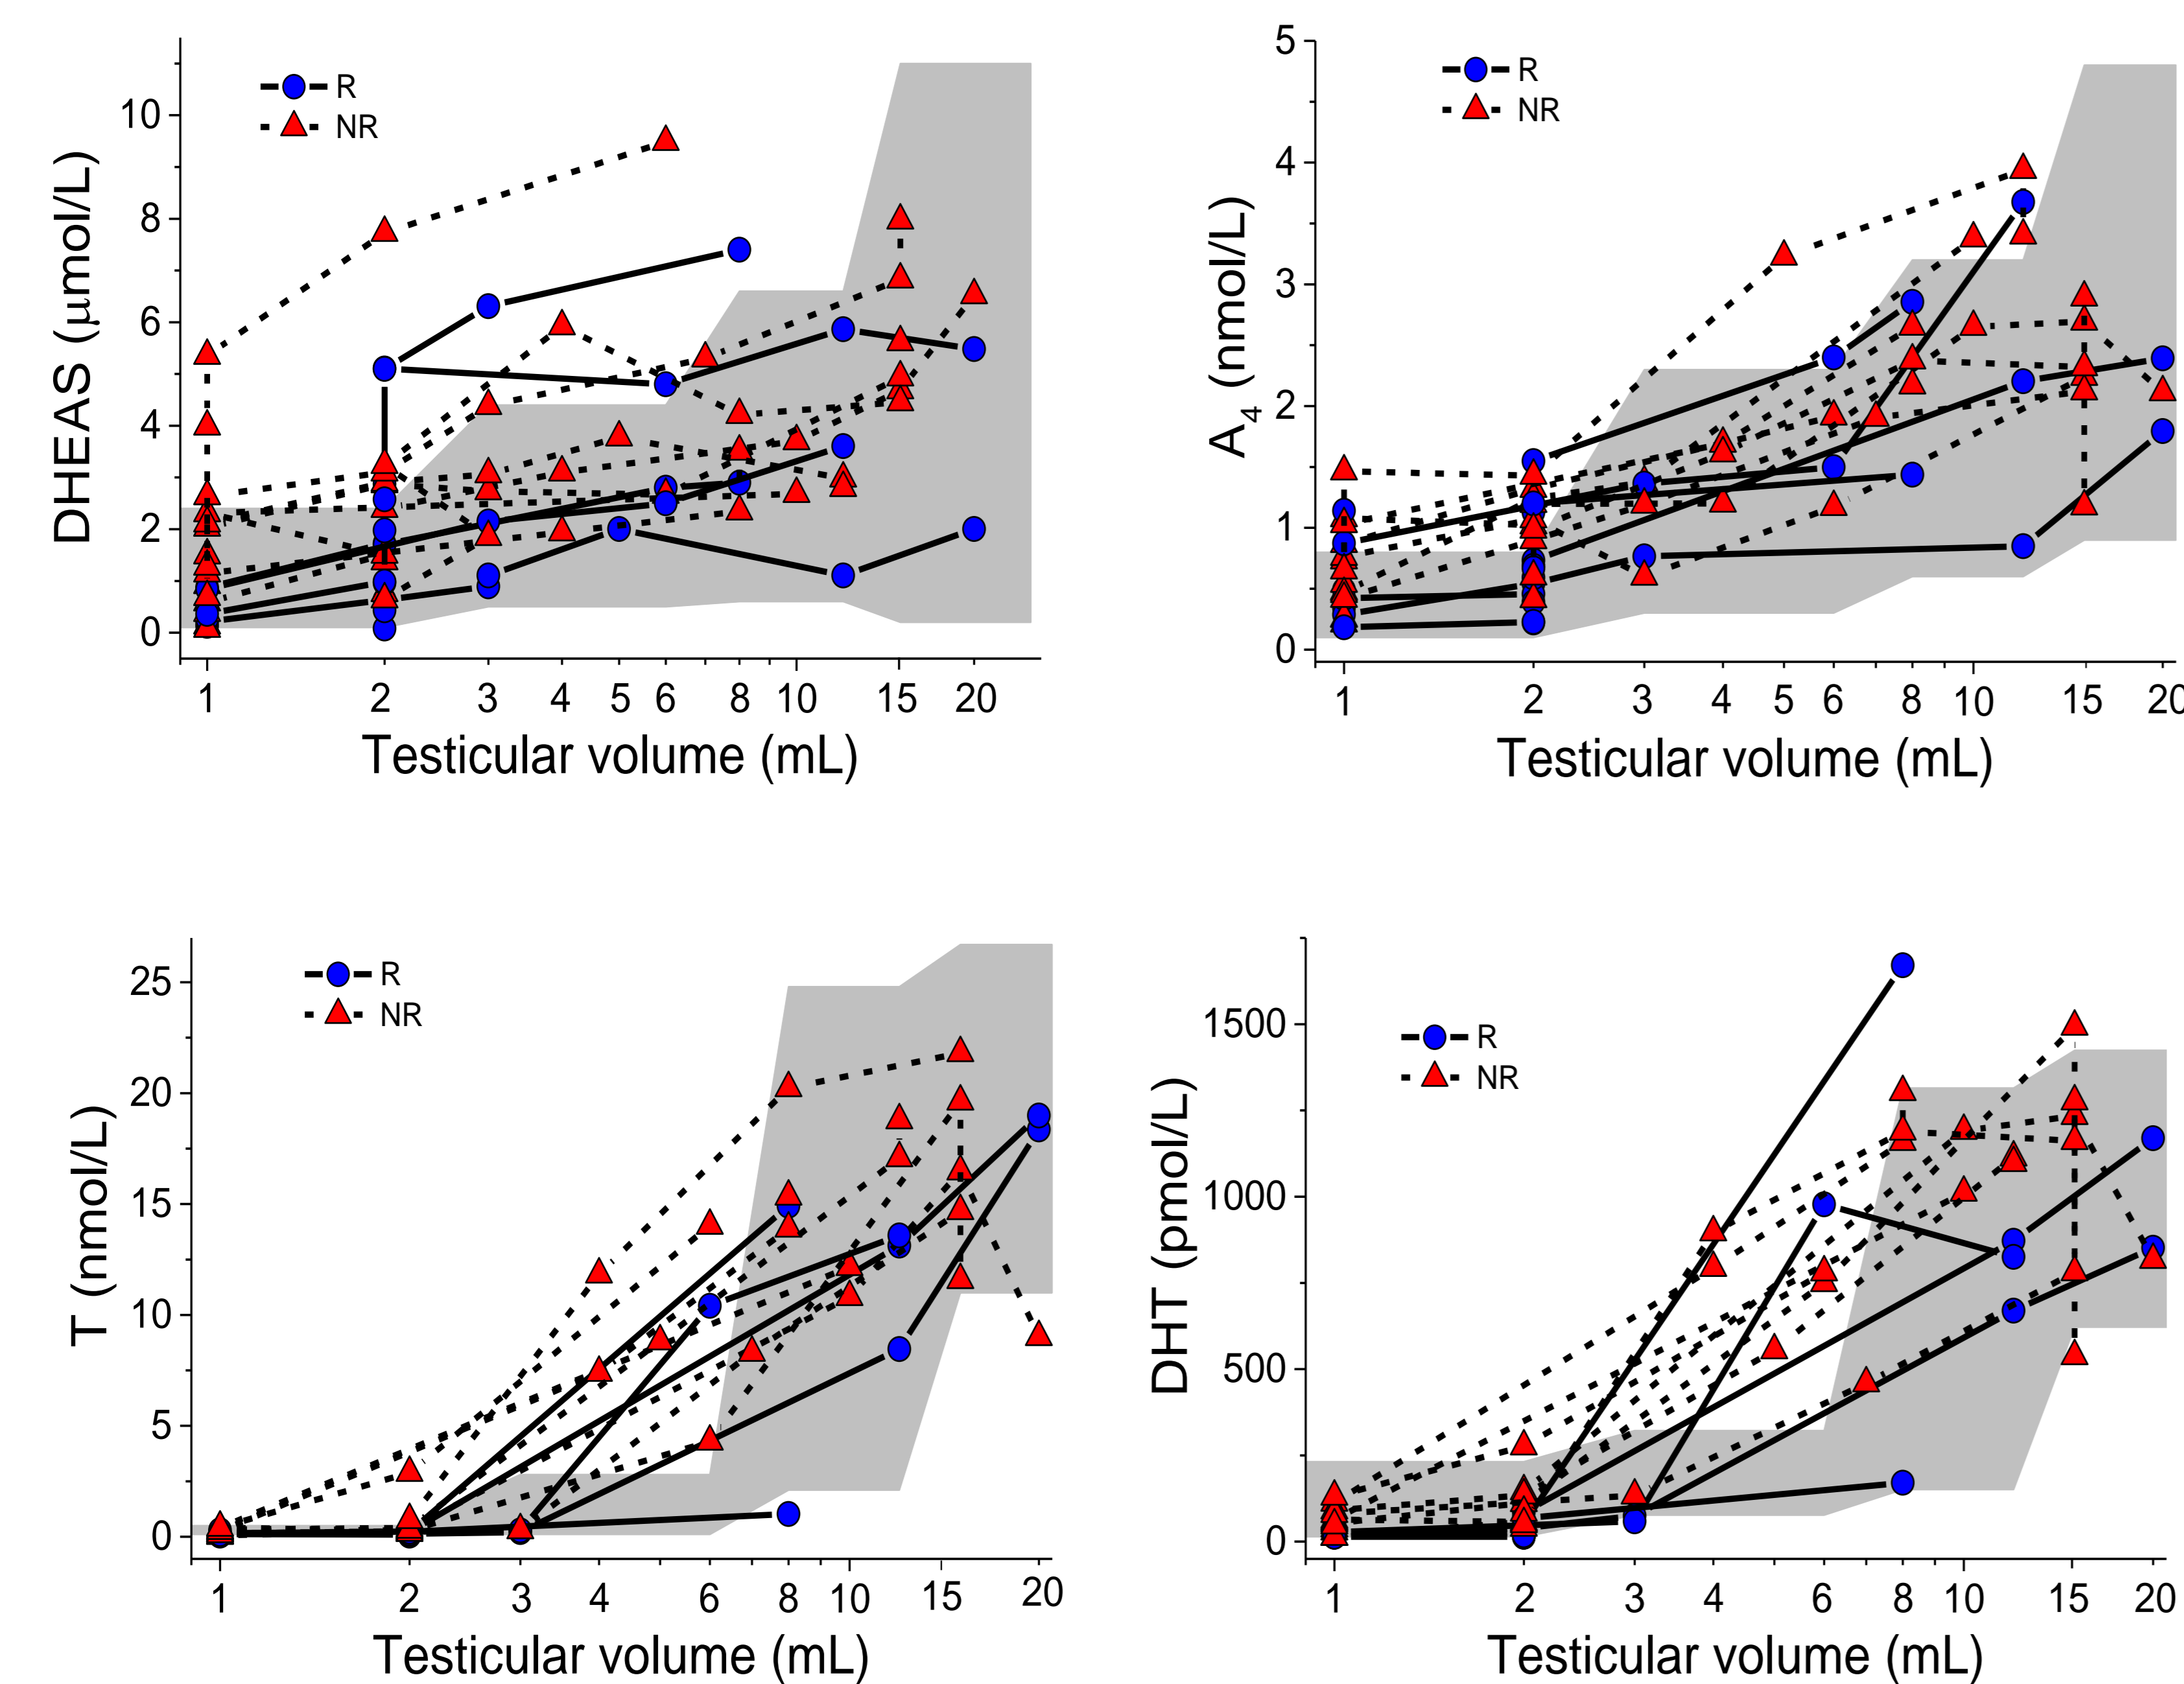 R
NR
DHEAS (μmol/L)
10
8
6
4
2
0
1 2 3 4 5 6 8 10 15 20
Testicular volume (mL)
R
NR
A4 (nmol/L)
5
4
3
2
1
0
1 2 3 4 5 6 8 10 15 20
Testicular volume (mL)
R
NR
T (nmol/L)
25
20
15
10
5
0
1 2 3 4 6 8 10 15 20
Testicular volume (mL)
R
NR
DHT (pmol/L)
1500
1000
500
0
1 2 3 4 6 8 10 15 20
Testicular volume (mL)